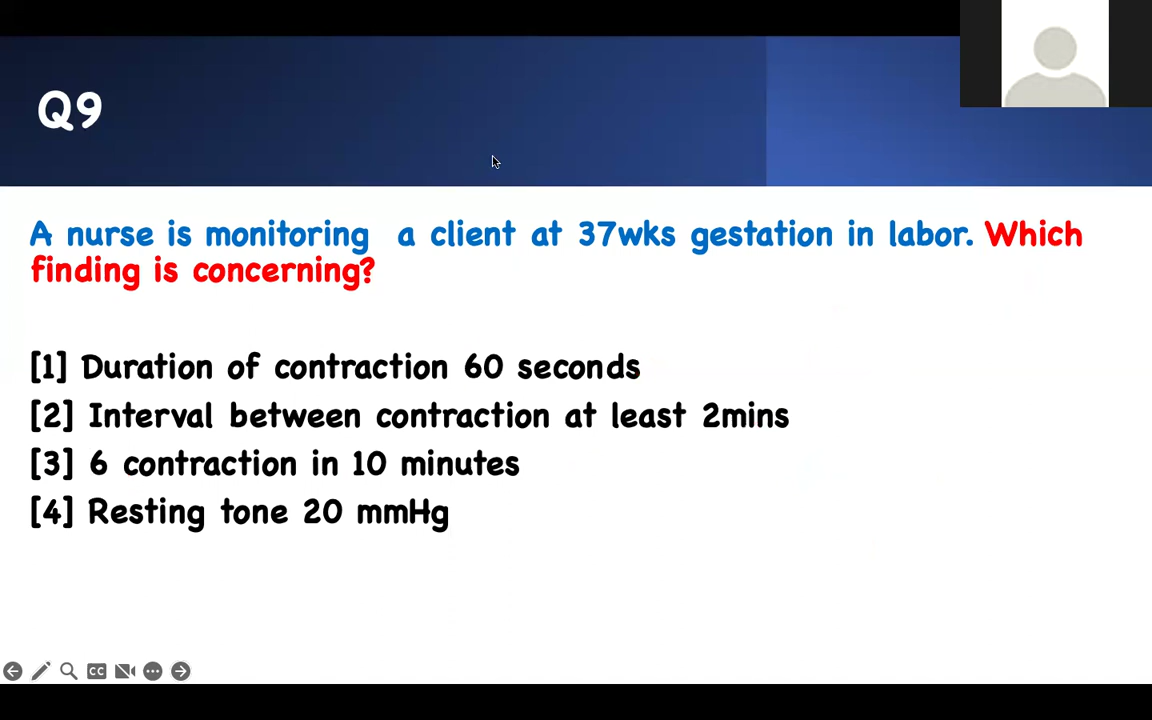 Q9
A nurse is monitoring  a client at 37wks gestation in labor. Which
finding is concerning?
[1] Duration of contraction 60 seconds
[2] Interval between contraction at least 2mins
[3] 6 contraction in 10 minutes
[4] Resting tone 20 mmHg
CC